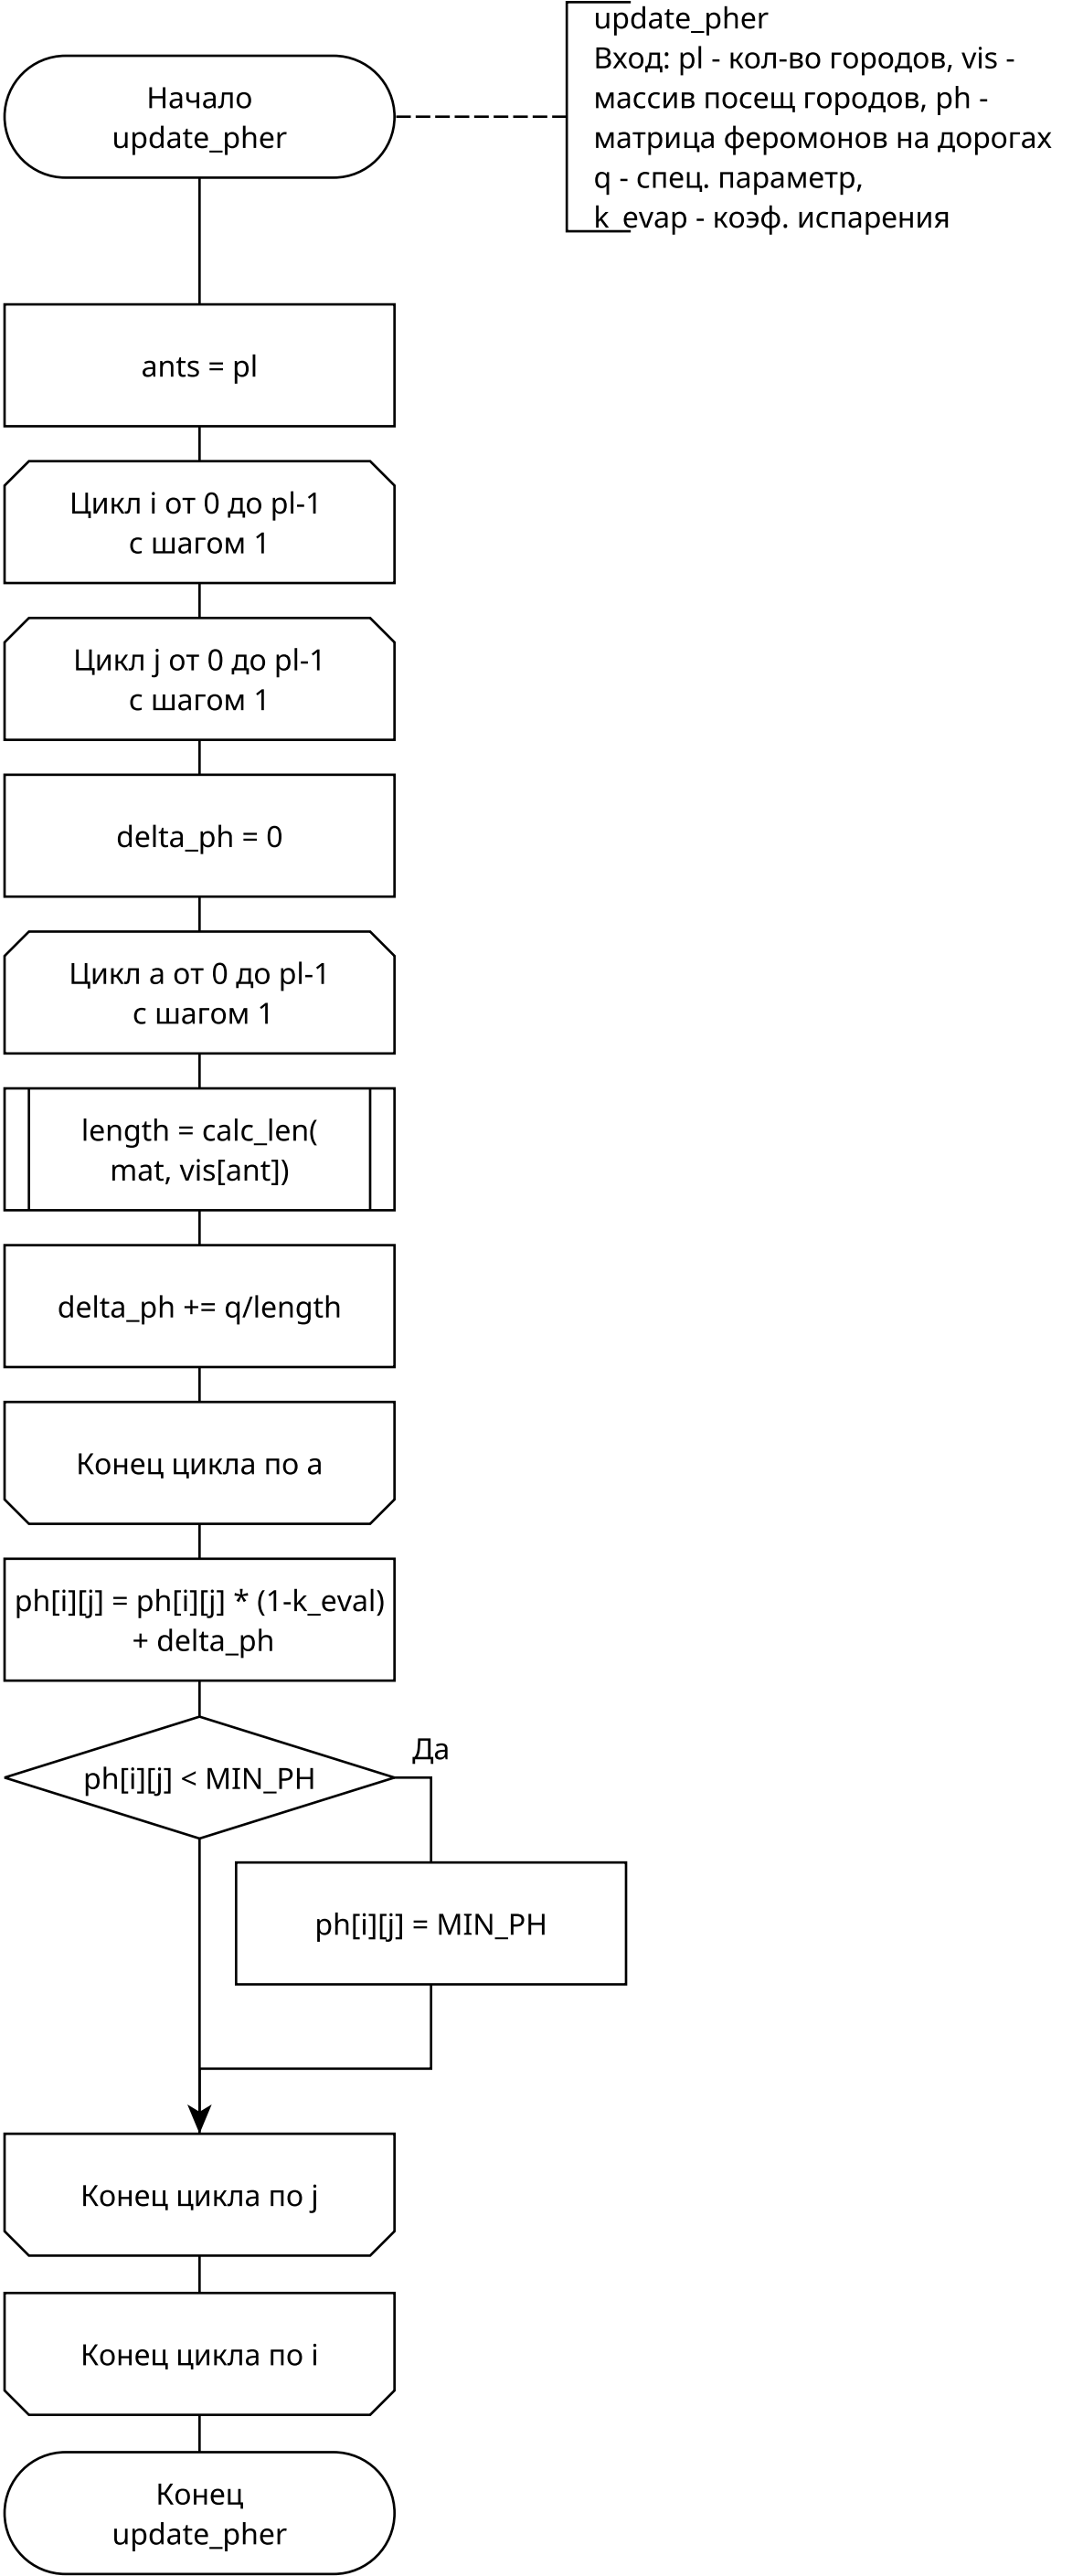 update_pher
Вход: pl - кол-во городов, vis -
массив посещ городов, ph -
матрица феромонов на дорогах
q - спец. параметр,
k_evap - коэф. испарения
Начало
update_pher
ants = pl
Цикл i от 0 до pl-1
с шагом 1
Цикл j от 0 до pl-1
с шагом 1
delta_ph = 0
Цикл a от 0 до pl-1
с шагом 1
length = calc_len(
mat, vis[ant])
delta_ph += q/length
Конец цикла по a
ph[i][j] = ph[i][j] * (1-k_eval)
+ delta_ph
ph[i][j] < MIN_PH
Да
ph[i][j] = MIN_PH
Конец цикла по j
Конец цикла по i
Конец
update_pher